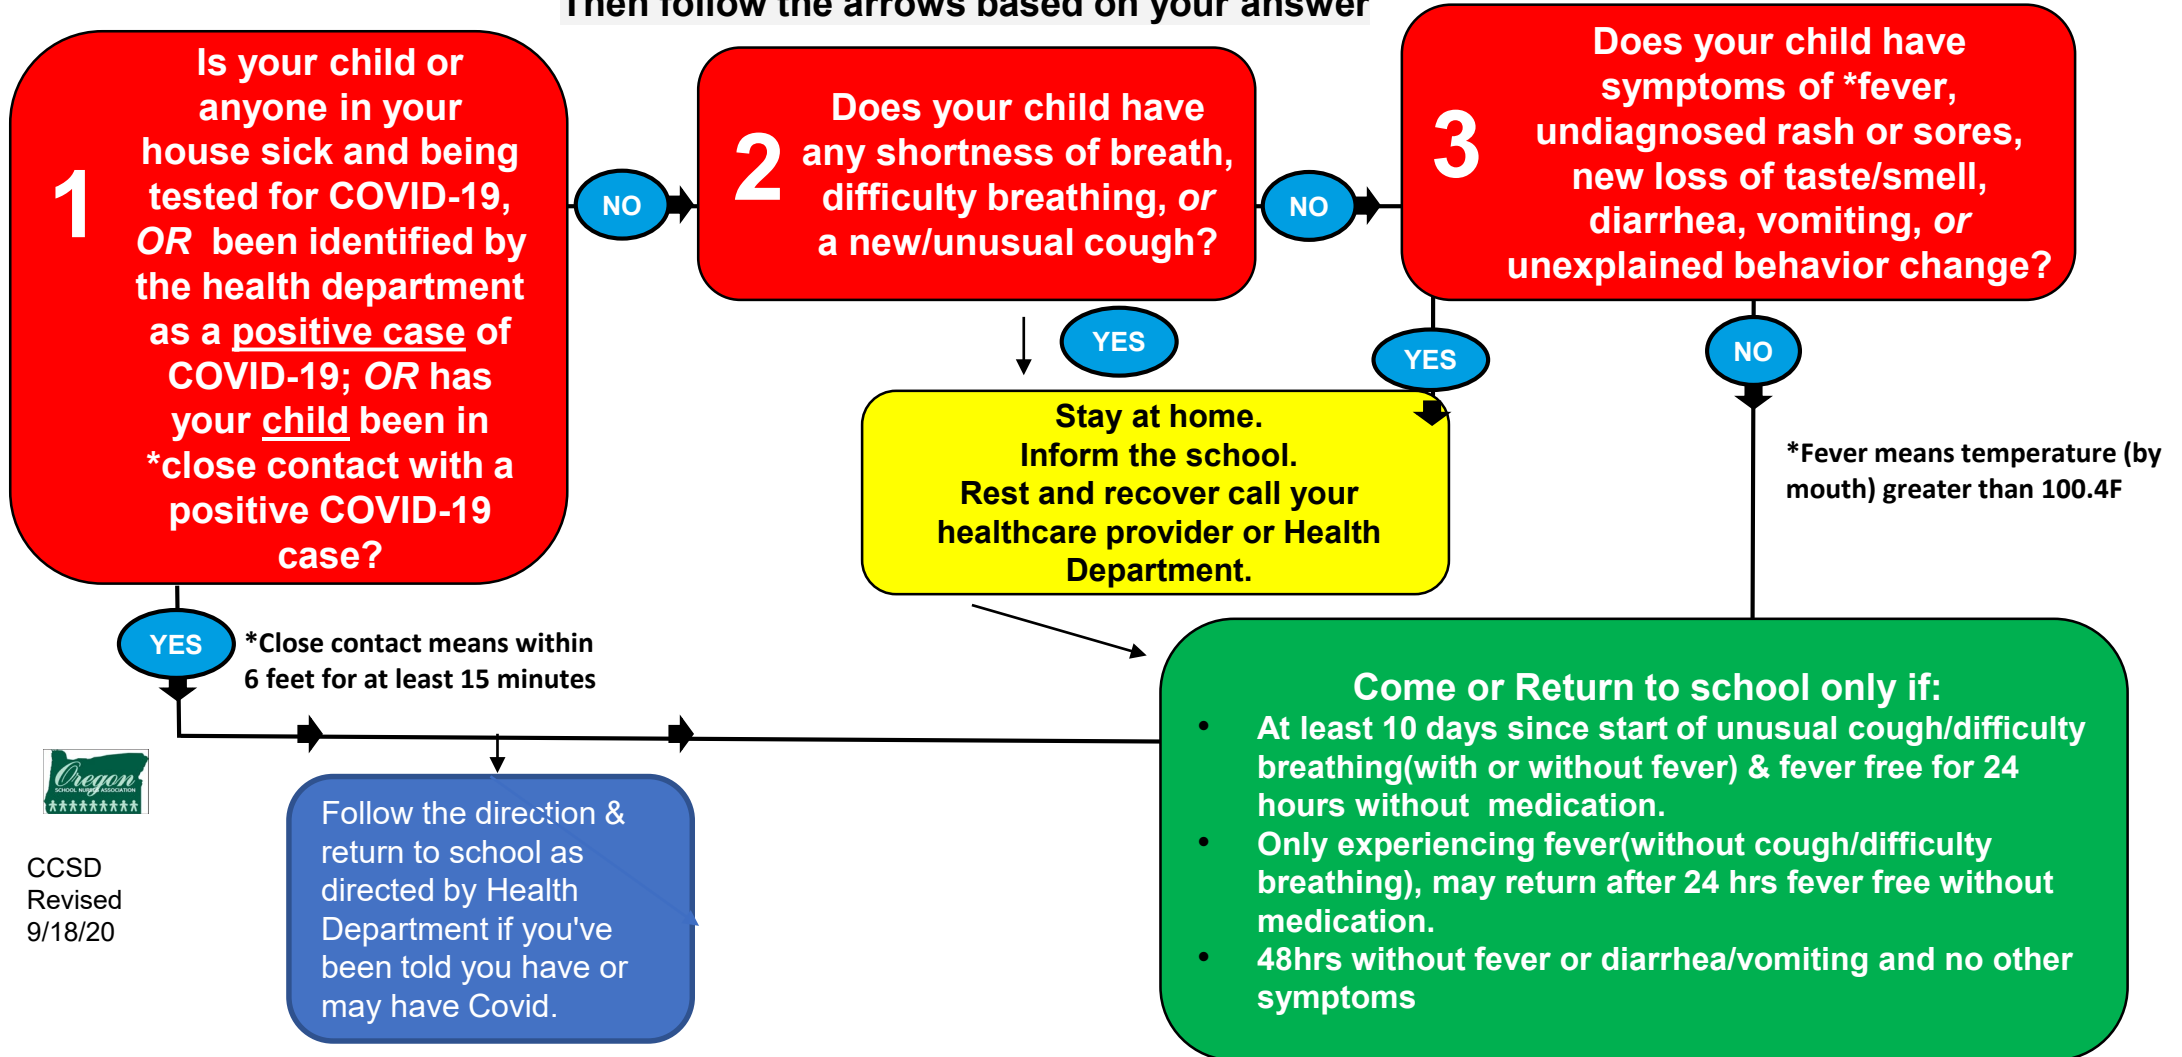 Then follow the arrows based on your answer
1
Is your child or
anyone in your
house sick and being
tested for COVID-19,
OR  been identified by
the health department
as a positive case of
COVID-19; OR has
your child been in
*close contact with a
positive COVID-19
case?
NO
2
Does your child have
any shortness of breath,
difficulty breathing, or
a new/unusual cough?
NO
3
Does your child have
symptoms of *fever,
undiagnosed rash or sores,
new loss of taste/smell,
diarrhea, vomiting, or
unexplained behavior change?
YES
YES
NO
Stay at home.
Inform the school.
Rest and recover call your
healthcare provider or Health
Department.
*Fever means temperature (by
mouth) greater than 100.4F
YES
*Close contact means within
6 feet for at least 15 minutes
Come or Return to school only if:
• At least 10 days since start of unusual cough/difficulty
breathing(with or without fever) & fever free for 24
hours without  medication.
• Only experiencing fever(without cough/difficulty
breathing), may return after 24 hrs fever free without
medication.
• 48hrs without fever or diarrhea/vomiting and no other
symptoms
Follow the direction &
return to school as
directed by Health
Department if you've
been told you have or
may have Covid.
Oregon
SCHOOL NURSES ASSOCIATION
CCSD
Revised
9/18/20